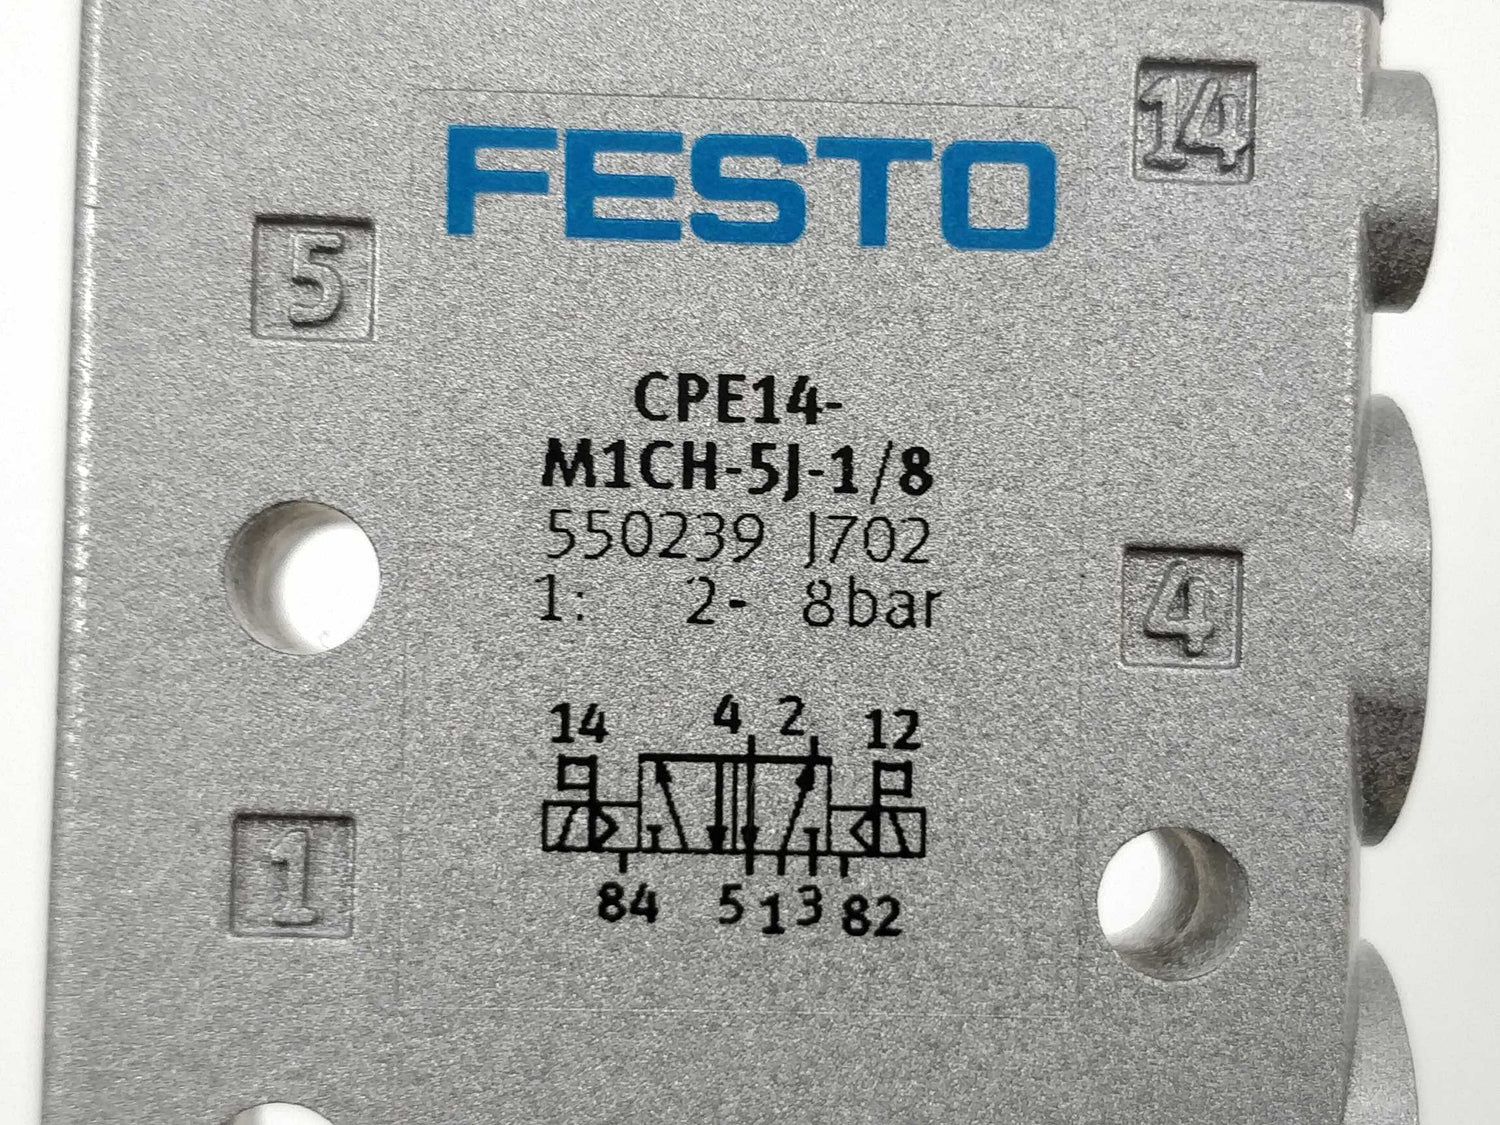 FESTO
14
5
CPE14-
M1CH-5J-1/8
550239 J702
1: 2- 8bar
4
14 4 2 12
1
84 5 1 3 82